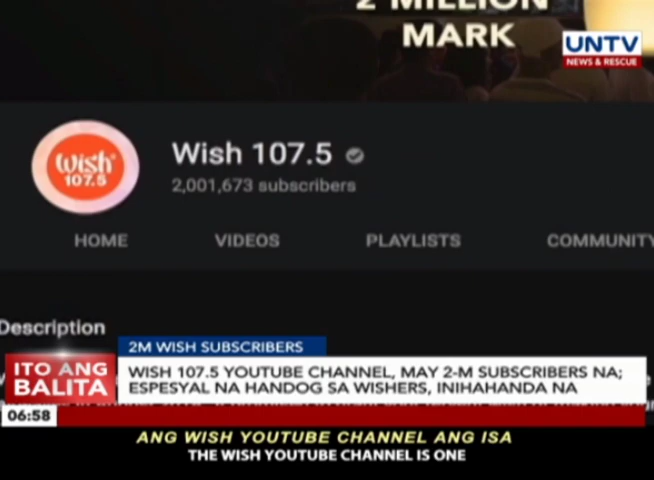 2 MILLION
MARK
UNTV
NEWS & RESCUE
wish
107.5
Wish 107.5
2,001,673 subscribers
HOME VIDEOS PLAYLISTS COMMUNITY
Description
2M WISH SUBSCRIBERS
ITO ANG
BALITA
WISH 107.5 YOUTUBE CHANNEL, MAY 2-M SUBSCRIBERS NA;
ESPESYAL NA HANDOG SA WISHERS, INIHAHANDA NA
06:58
ANG WISH YOUTUBE CHANNEL ANG ISA
THE WISH YOUTUBE CHANNEL IS ONE